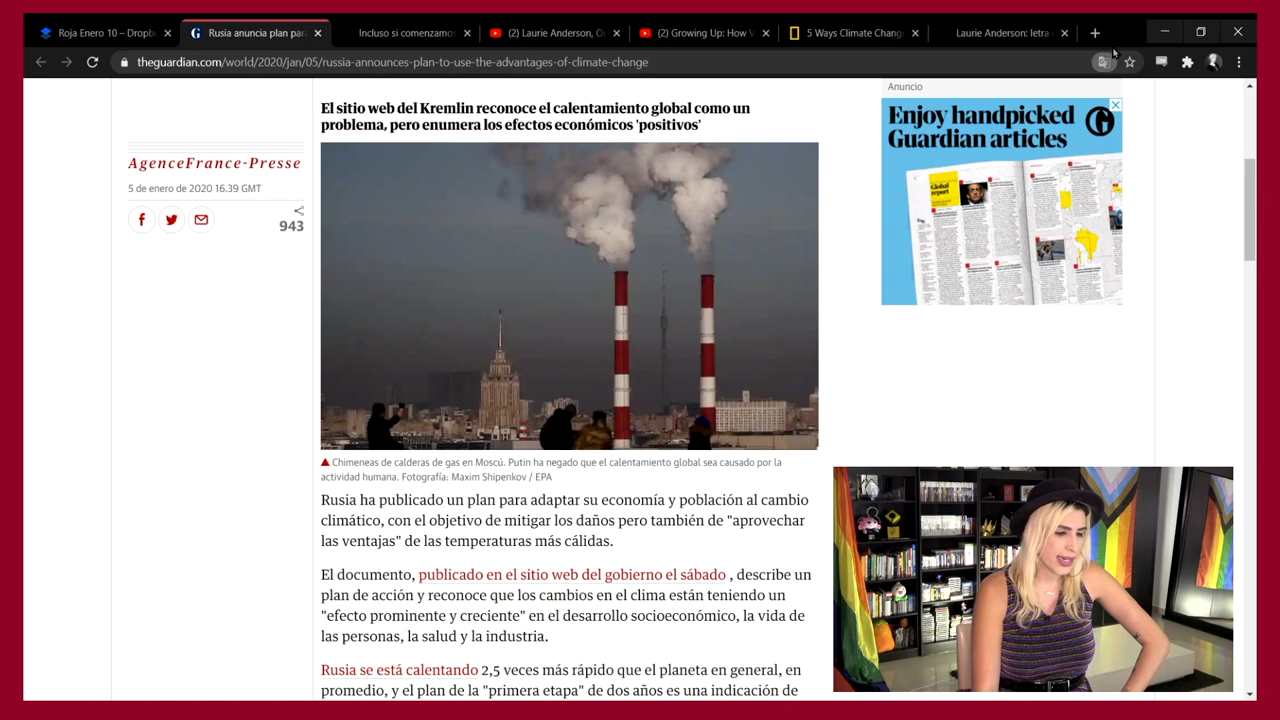 Roja Enero 10 – Dropb
Rusia anuncia plan para
Incluso si comenzamos
(2) Laurie Anderson, O
(2) Growing Up: How V
5 Ways Climate Chang
Laurie Anderson: letra
theguardian.com/world/2020/jan/05/russia-announces-plan-to-use-the-advantages-of-climate-change
El sitio web del Kremlin reconoce el calentamiento global como un
problema, pero enumera los efectos económicos 'positivos'
AgenceFrance-Presse
5 de enero de 2020 16.39 GMT
943
Anuncio
Enjoy handpicked
Guardian articles
Global
report
Chimeneas de calderas de gas en Moscú. Putin ha negado que el calentamiento global sea causado por la
actividad humana. Fotografía: Maxim Shipenkov / EPA
Rusia ha publicado un plan para adaptar su economía y población al cambio
climático, con el objetivo de mitigar los daños pero también de "aprovechar
las ventajas" de las temperaturas más cálidas.
El documento, publicado en el sitio web del gobierno el sábado , describe un
plan de acción y reconoce que los cambios en el clima están teniendo un
"efecto prominente y creciente" en el desarrollo socioeconómico, la vida de
las personas, la salud y la industria.
Rusia se está calentando 2,5 veces más rápido que el planeta en general, en
promedio, y el plan de la "primera etapa" de dos años es una indicación de